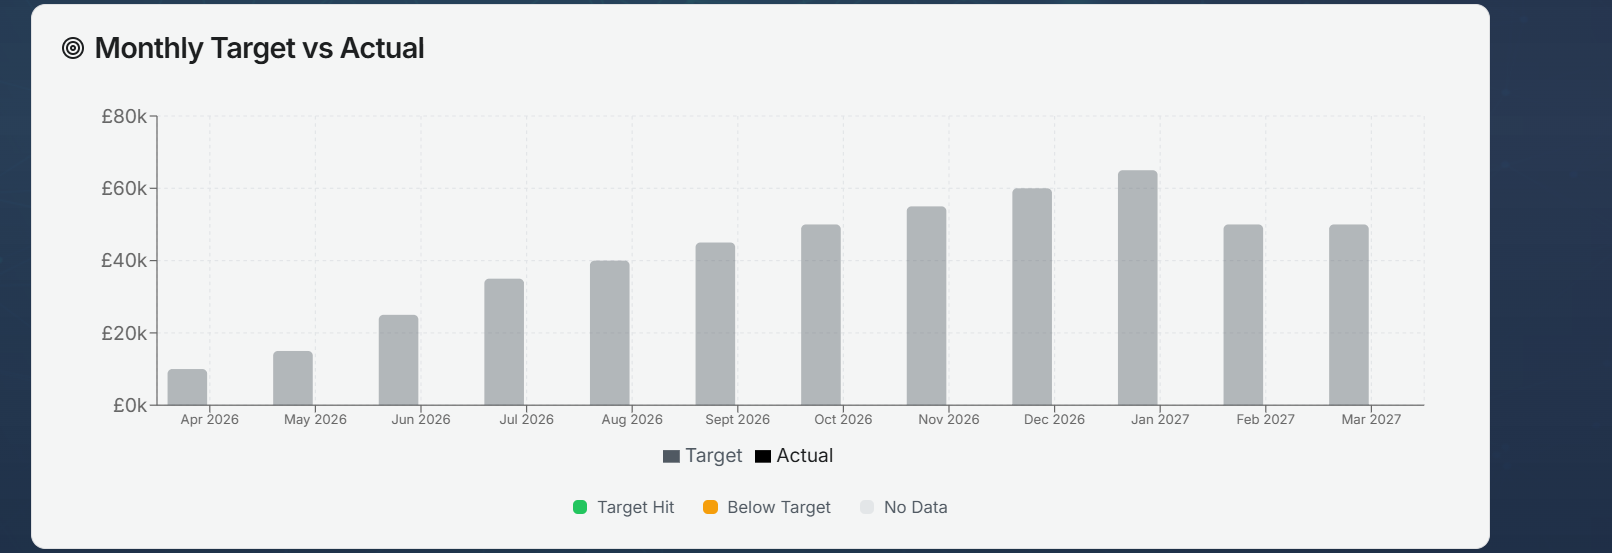 Monthly Target vs Actual
£80k
£60k
£40k
£20k
£0k
Apr 2026 May 2026 Jun 2026 Jul 2026 Aug 2026 Sept 2026 Oct 2026 Nov 2026 Dec 2026 Jan 2027 Feb 2027 Mar 2027
Target Actual
Target Hit Below Target No Data